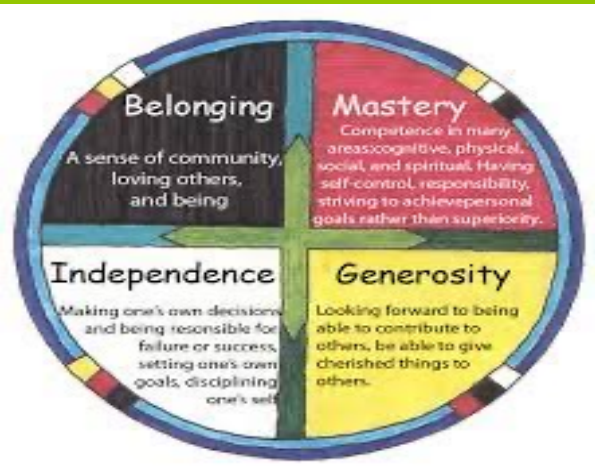 Belonging
A sense of community,
loving others,
and being
Mastery
Competence in many
ares:cognitive, physical,
social, and spiritual. Having
self-control, responsibility,
striving to achievepersonal
goals rather than superiority.
Independence
Making one's own decisions
and being resonsible for
failure or success,
setting one's own
goals, disciplining
one's self
Generosity
Looking forward to being
able to contribute to
others, be able to give
cherished things to
others.